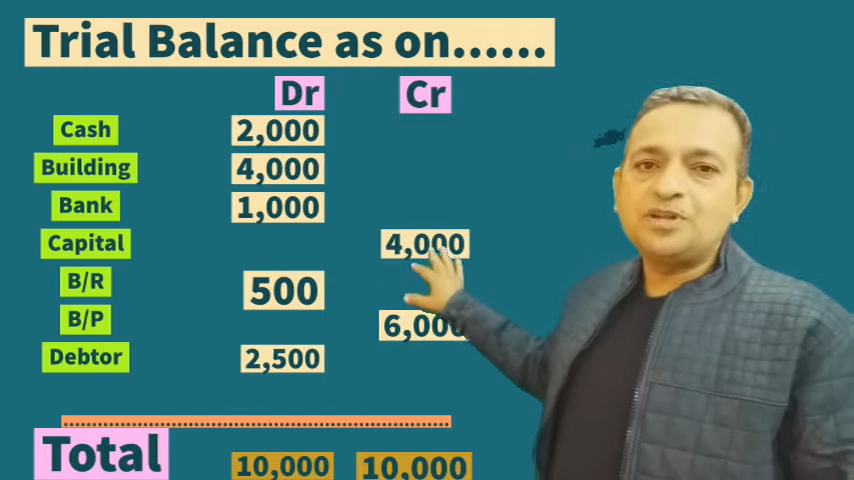 Trial Balance as on......
Dr Cr
Cash 2,000
Building 4,000
Bank 1,000
Capital 4,000
B/R 500
B/P 6,000
Debtor 2,500
Total 10,000 10,000